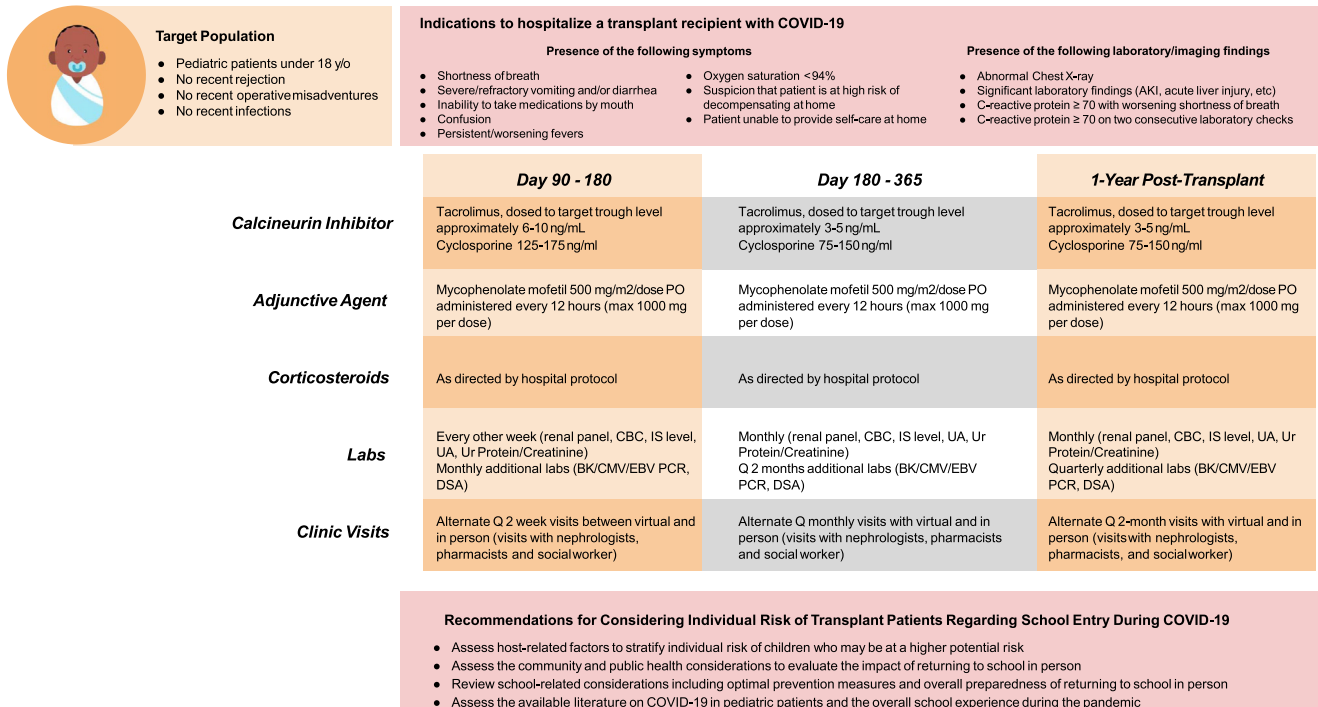 Target Population
● Pediatric patients under 18 y/o
● No recent rejection
● No recent operative misadventures
● No recent infections
Indications to hospitalize a transplant recipient with COVID-19
Presence of the following symptoms
● Shortness of breath
● Severe/refractory vomiting and/or diarrhea
● Inability to take medications by mouth
● Confusion
● Persistent/worsening fevers
● Oxygen saturation <94%
● Suspicion that patient is at high risk of
decompensating at home
● Patient unable to provide self-care at home
Presence of the following laboratory/imaging findings
● Abnormal Chest X-ray
● Significant laboratory findings (AKI, acute liver injury, etc)
● C-reactive protein ≥ 70 with worsening shortness of breath
● C-reactive protein ≥ 70 on two consecutive laboratory checks
Day 90 - 180
Day 180 - 365
1-Year Post-Transplant
Calcineurin Inhibitor
Tacrolimus, dosed to target trough level
approximately 6-10 ng/mL
Cyclosporine 125-175 ng/ml
Tacrolimus, dosed to target trough level
approximately 3-5 ng/mL
Cyclosporine 75-150 ng/ml
Tacrolimus, dosed to target trough level
approximately 3-5 ng/mL
Cyclosporine 75-150 ng/ml
Adjunctive Agent
Mycophenolate mofetil 500 mg/m2/dose PO
administered every 12 hours (max 1000 mg
per dose)
Mycophenolate mofetil 500 mg/m2/dose PO
administered every 12 hours (max 1000 mg
per dose)
Mycophenolate mofetil 500 mg/m2/dose PO
administered every 12 hours (max 1000 mg
per dose)
Corticosteroids
As directed by hospital protocol
As directed by hospital protocol
As directed by hospital protocol
Labs
Every other week (renal panel, CBC, IS level,
UA, Ur Protein/Creatinine)
Monthly additional labs (BK/CMV/EBV PCR,
DSA)
Monthly (renal panel, CBC, IS level, UA, Ur
Protein/Creatinine)
Q 2 months additional labs (BK/CMV/EBV
PCR, DSA)
Monthly (renal panel, CBC, IS level, UA, Ur
Protein/Creatinine)
Quarterly additional labs (BK/CMV/EBV
PCR, DSA)
Clinic Visits
Alternate Q 2 week visits between virtual and
in person (visits with nephrologists,
pharmacists and social worker)
Alternate Q monthly visits with virtual and in
person (visits with nephrologists, pharmacists
and social worker)
Alternate Q 2-month visits with virtual and in
person (visits with nephrologists,
pharmacists, and social worker)
Recommendations for Considering Individual Risk of Transplant Patients Regarding School Entry During COVID-19
● Assess host-related factors to stratify individual risk of children who may be at a higher potential risk
● Assess the community and public health considerations to evaluate the impact of returning to school in person
● Review school-related considerations including optimal prevention measures and overall preparedness of returning to school in person
● Assess the available literature on COVID-19 in pediatric patients and the overall school experience during the pandemic